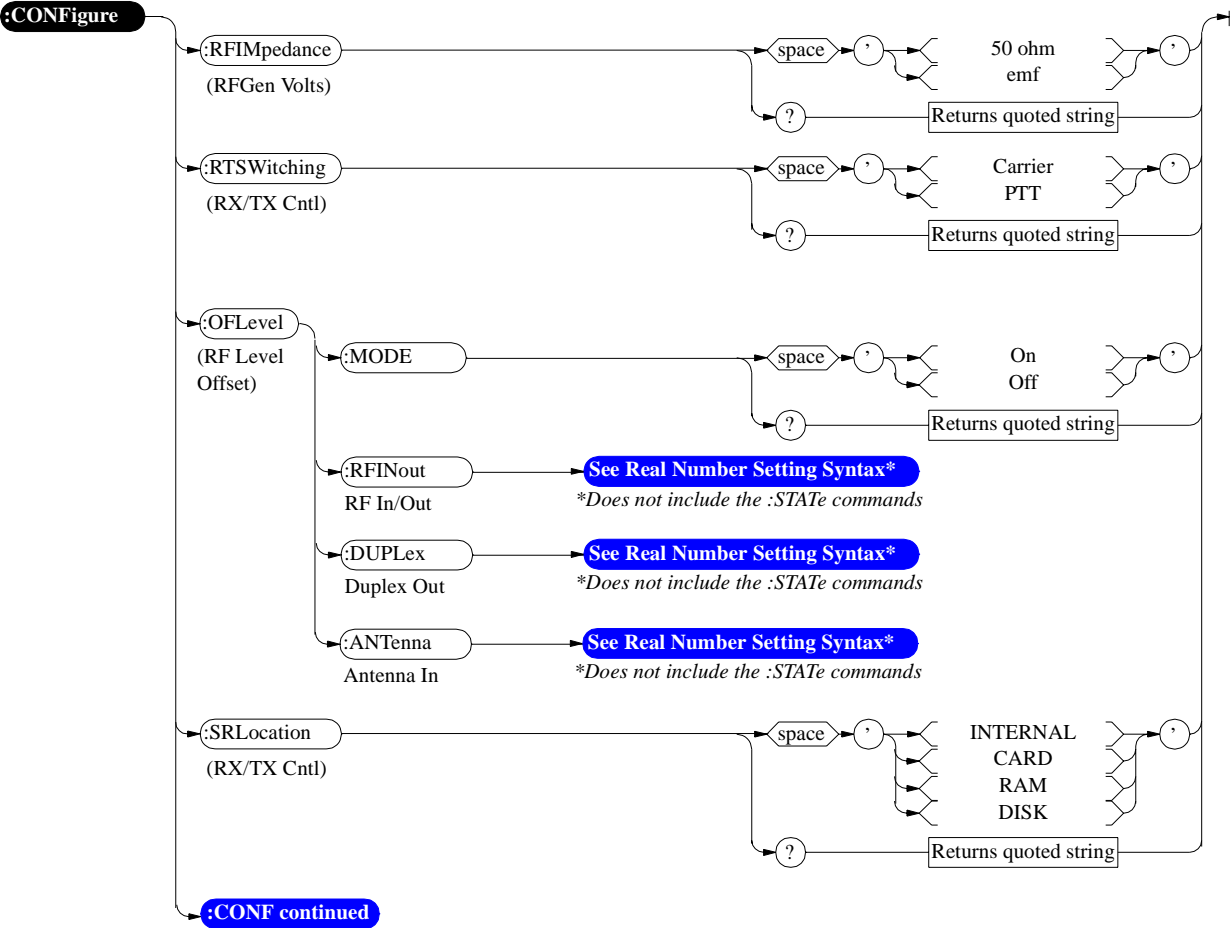 :CONFigure
:RFIMpedance
space
'
50 ohm
'
(RFGen Volts)
emf
?
Returns quoted string
:RTSWitching
space
'
Carrier
'
(RX/TX Cntl)
PTT
?
Returns quoted string
:OFLevel
(RF Level
Offset)
:MODE
space
'
On
'
Off
?
Returns quoted string
:RFINout
See Real Number Setting Syntax*
RF In/Out
*Does not include the :STATe commands
:DUPLex
See Real Number Setting Syntax*
Duplex Out
*Does not include the :STATe commands
:ANTenna
See Real Number Setting Syntax*
Antenna In
*Does not include the :STATe commands
:SRLocation
space
'
INTERNAL
'
(RX/TX Cntl)
CARD
RAM
DISK
?
Returns quoted string
:CONF continued